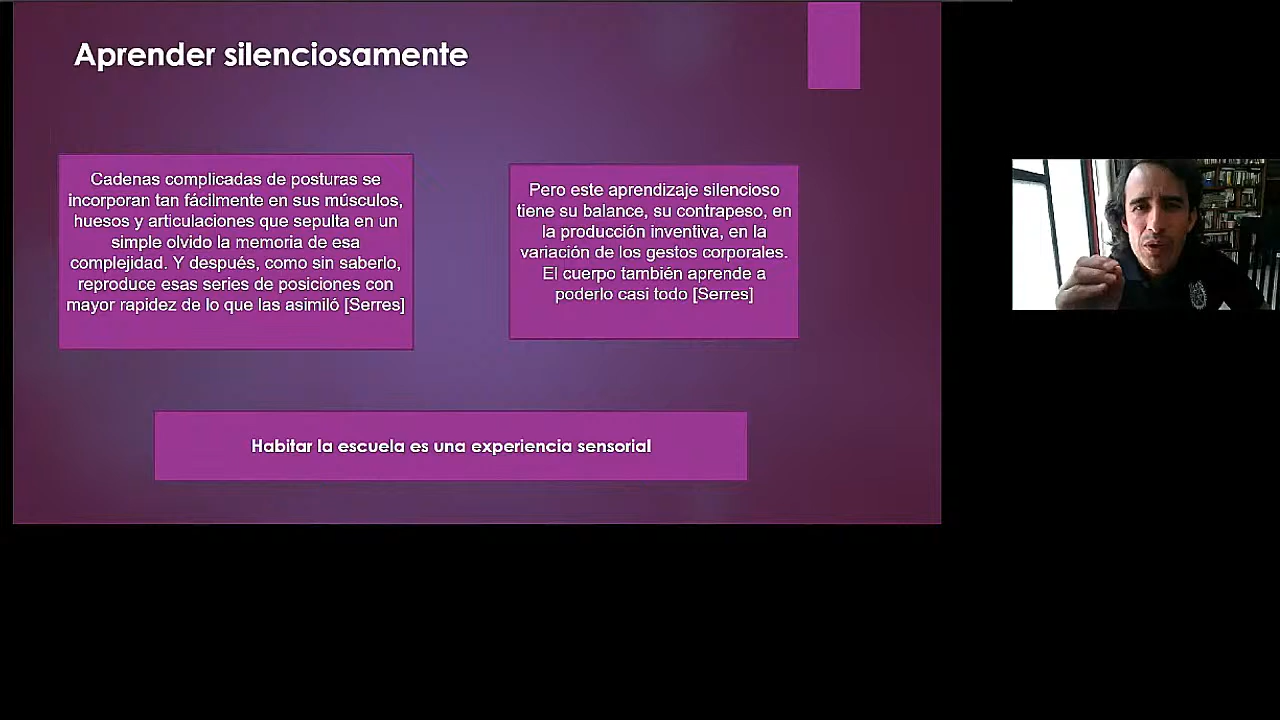 Aprender silenciosamente
Cadenas complicadas de posturas se
incorporan tan fácilmente en sus músculos,
huesos y articulaciones que sepulta en un
simple olvido la memoria de esa
complejidad. Y después, como sin saberlo,
reproduce esas series de posiciones con
mayor rapidez de lo que las asimiló [Serres]
Pero este aprendizaje silencioso
tiene su balance, su contrapeso, en
la producción inventiva, en la
variación de los gestos corporales.
El cuerpo también aprende a
poderlo casi todo [Serres]
Habitar la escuela es una experiencia sensorial